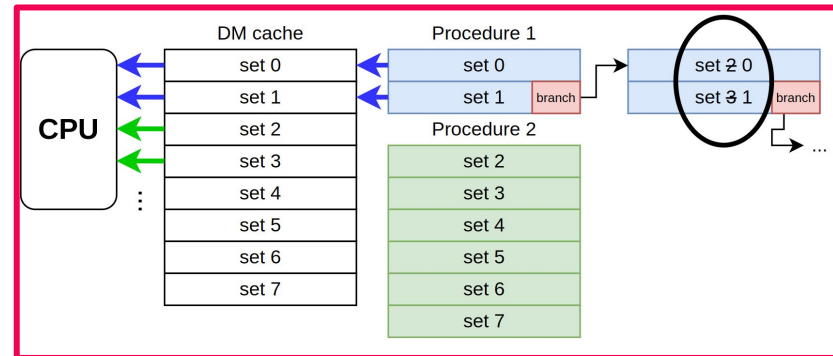 DM cache
Procedure 1
set 0
set 0
set 2 0
set 1
set 1
branch
set 3 1
branch
CPU
set 2
Procedure 2
set 3
set 2
...
set 4
set 3
set 5
set 4
set 6
set 5
set 7
set 6
set 7
...